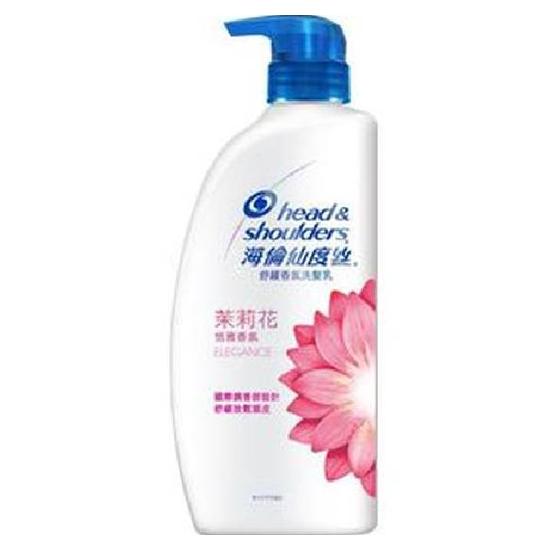 head &
shoulders
海倫仙度絲
舒緩香氛洗髮乳
茉莉花
恬雅香氛
ELEGANCE
國際調香師設計
舒緩放鬆頭皮